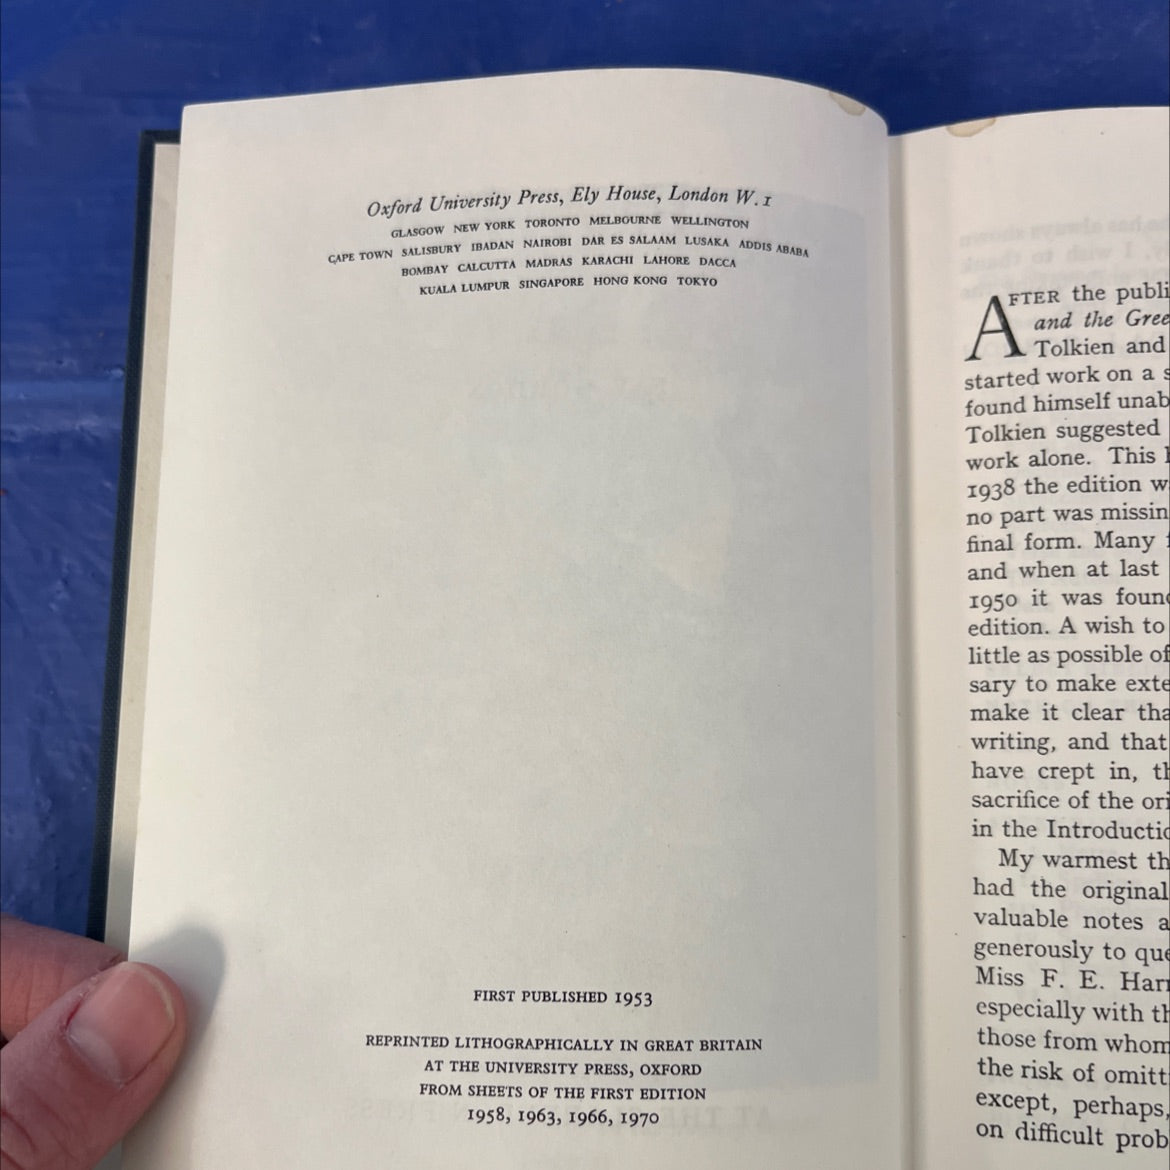 Oxford University Press, Ely House, London W. 1
GLASGOW NEW YORK TORONTO MELBOURNE WELLINGTON
CAPE TOWN SALISBURY IBADAN NAIROBI DAR ES SALAAM LUSAKA ADDIS ABABA
BOMBAY CALCUTTA MADRAS KARACHI LAHORE DACCA
KUALA LUMPUR SINGAPORE HONG KONG TOKYO
FIRST PUBLISHED 1953
REPRINTED LITHOGRAPHICALLY IN GREAT BRITAIN
AT THE UNIVERSITY PRESS, OXFORD
FROM SHEETS OF THE FIRST EDITION
1958, 1963, 1966, 1970
AFTER the publi
and the Gree
Tolkien and
started work on a s
found himself unab
Tolkien suggested
work alone. This
1938 the edition w
no part was missin
final form. Many
and when at last
1950 it was foun
edition. A wish to
little as possible of
sary to make exte
make it clear tha
writing, and that
have crept in, th
sacrifice of the ori
in the Introductio
My warmest th
had the original
valuable notes a
generously to que
Miss F. E. Harr
especially with th
those from whom
the risk of omitt
except, perhaps,
on difficult prob